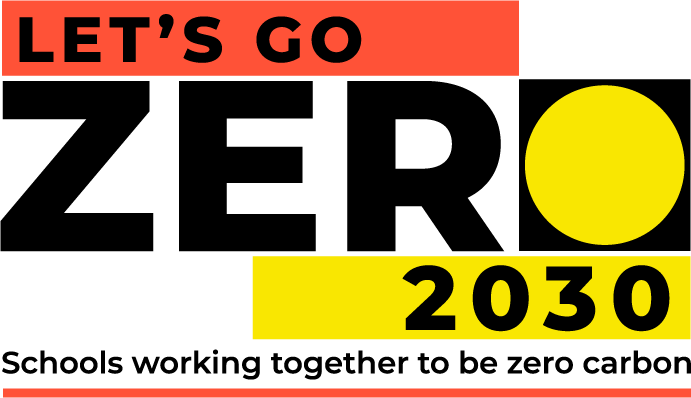 LET’S GO
ZERO
2030
Schools working together to be zero carbon